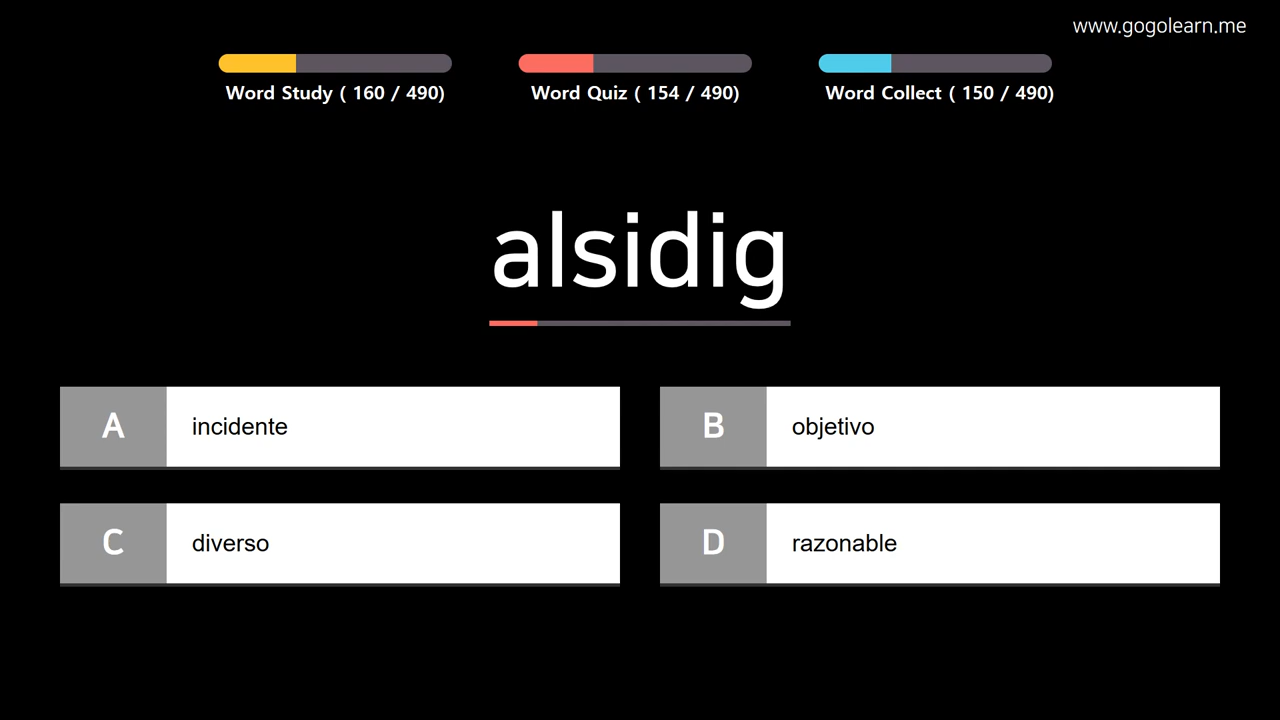 www.gogolearn.me
Word Study ( 160 / 490)
Word Quiz ( 154 / 490)
Word Collect ( 150 / 490)
alsidig
A incidente
B objetivo
C diverso
D razonable